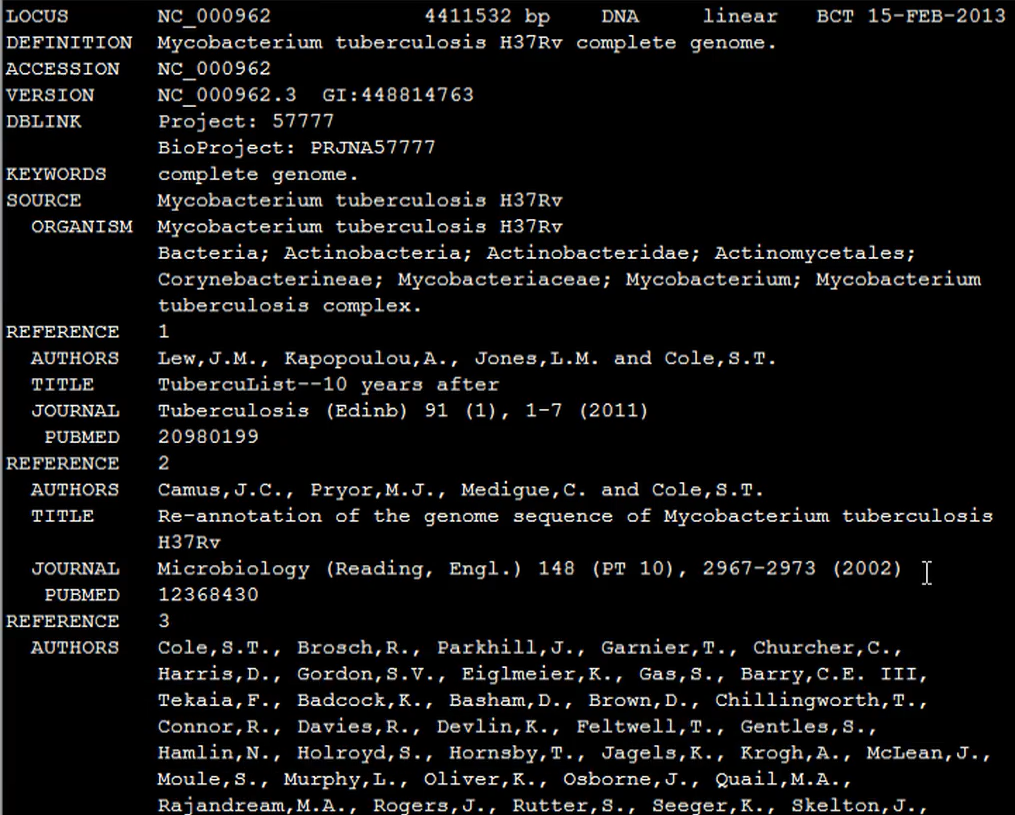 LOCUS       NC_000962            4411532 bp    DNA     linear   BCT 15-FEB-2013
DEFINITION  Mycobacterium tuberculosis H37Rv complete genome.
ACCESSION   NC_000962
VERSION     NC_000962.3  GI:448814763
DBLINK      Project: 57777
            BioProject: PRJNA57777
KEYWORDS    complete genome.
SOURCE      Mycobacterium tuberculosis H37Rv
  ORGANISM  Mycobacterium tuberculosis H37Rv
            Bacteria; Actinobacteria; Actinobacteridae; Actinomycetales;
            Corynebacterineae; Mycobacteriaceae; Mycobacterium; Mycobacterium
            tuberculosis complex.
REFERENCE   1
  AUTHORS   Lew,J.M., Kapopoulou,A., Jones,L.M. and Cole,S.T.
  TITLE     TubercuList--10 years after
  JOURNAL   Tuberculosis (Edinb) 91 (1), 1-7 (2011)
   PUBMED   20980199
REFERENCE   2
  AUTHORS   Camus,J.C., Pryor,M.J., Medigue,C. and Cole,S.T.
  TITLE     Re-annotation of the genome sequence of Mycobacterium tuberculosis
            H37Rv
  JOURNAL   Microbiology (Reading, Engl.) 148 (PT 10), 2967-2973 (2002)
   PUBMED   12368430
REFERENCE   3
  AUTHORS   Cole,S.T., Brosch,R., Parkhill,J., Garnier,T., Churcher,C.,
            Harris,D., Gordon,S.V., Eiglmeier,K., Gas,S., Barry,C.E. III,
            Tekaia,F., Badcock,K., Basham,D., Brown,D., Chillingworth,T.,
            Connor,R., Davies,R., Devlin,K., Feltwell,T., Gentles,S.,
            Hamlin,N., Holroyd,S., Hornsby,T., Jagels,K., Krogh,A., McLean,J.,
            Moule,S., Murphy,L., Oliver,K., Osborne,J., Quail,M.A.,
            Rajandream,M.A., Rogers,J., Rutter,S., Seeger,K., Skelton,J.,